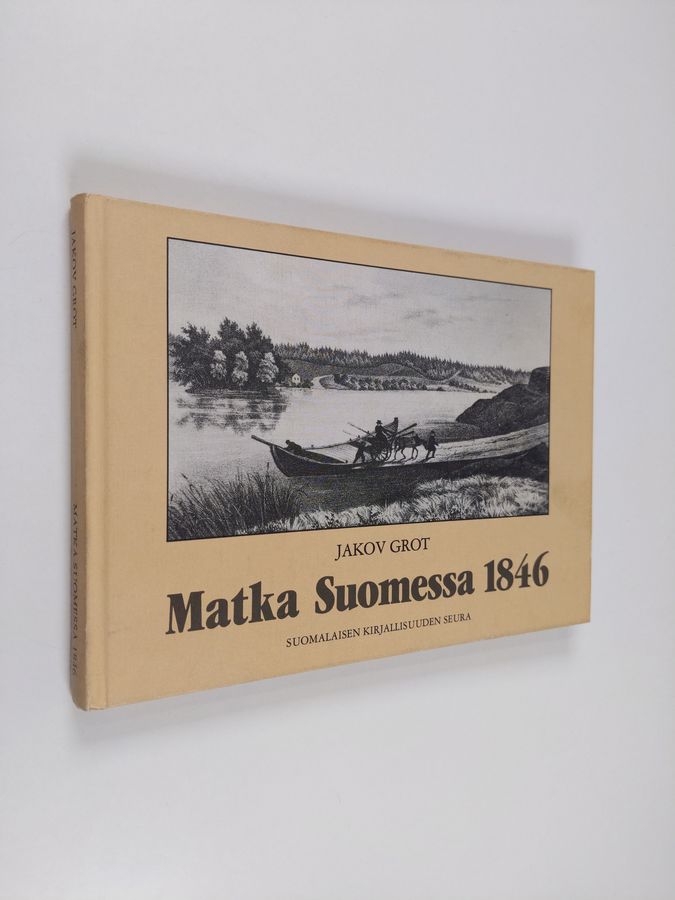 JAKOV GROT
Matka Suomessa 1846
SUOMALAISEN KIRJALLISUUDEN SEURA
JAKOV GROT
MATKA SUOMESSA 1846